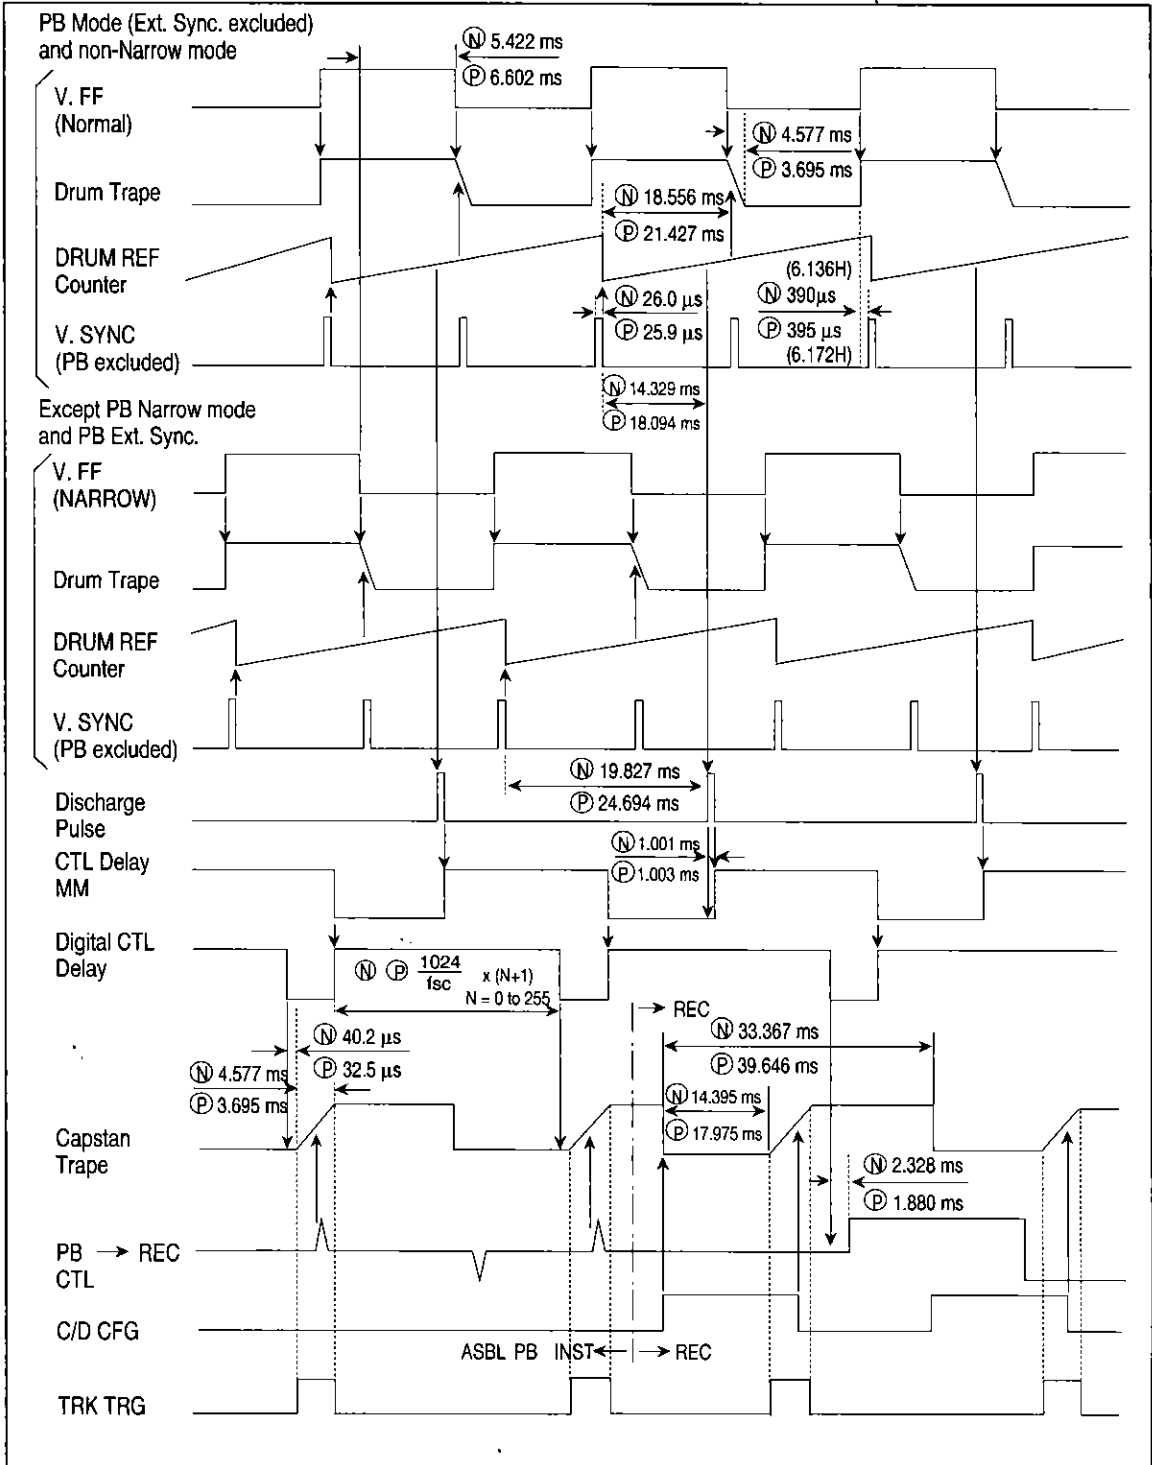 PB Mode (Ext. Sync. excluded)
and non-Narrow mode
Ⓝ 5.422 ms
Ⓟ 6.602 ms
V. FF
(Normal)
Ⓝ 4.577 ms
Ⓟ 3.695 ms
Drum Trape
Ⓝ 18.556 ms
Ⓟ 21.427 ms
DRUM REF
Counter
(6.136H)
Ⓝ 26.0 µs
Ⓟ 25.9 µs
Ⓝ 390µs
Ⓟ 395 µs
(6.172H)
V. SYNC
(PB excluded)
Ⓝ 14.329 ms
Ⓟ 18.094 ms
Except PB Narrow mode
and PB Ext. Sync.
V. FF
(NARROW)
Drum Trape
DRUM REF
Counter
V. SYNC
(PB excluded)
Ⓝ 19.827 ms
Ⓟ 24.694 ms
Discharge
Pulse
Ⓝ 1.001 ms
Ⓟ 1.003 ms
CTL Delay
MM
Digital CTL
Delay
Ⓝ Ⓟ 1024
fsc x (N+1)
N = 0 to 255
REC
Ⓝ 40.2 µs
Ⓟ 32.5 µs
Ⓝ 33.367 ms
Ⓟ 39.646 ms
Ⓝ 4.577 ms
Ⓟ 3.695 ms
Ⓝ 14.395 ms
Ⓟ 17.975 ms
Capstan
Trape
Ⓝ 2.328 ms
Ⓟ 1.880 ms
PB → REC
CTL
C/D CFG
ASBL PB INST ← → REC
TRK TRG